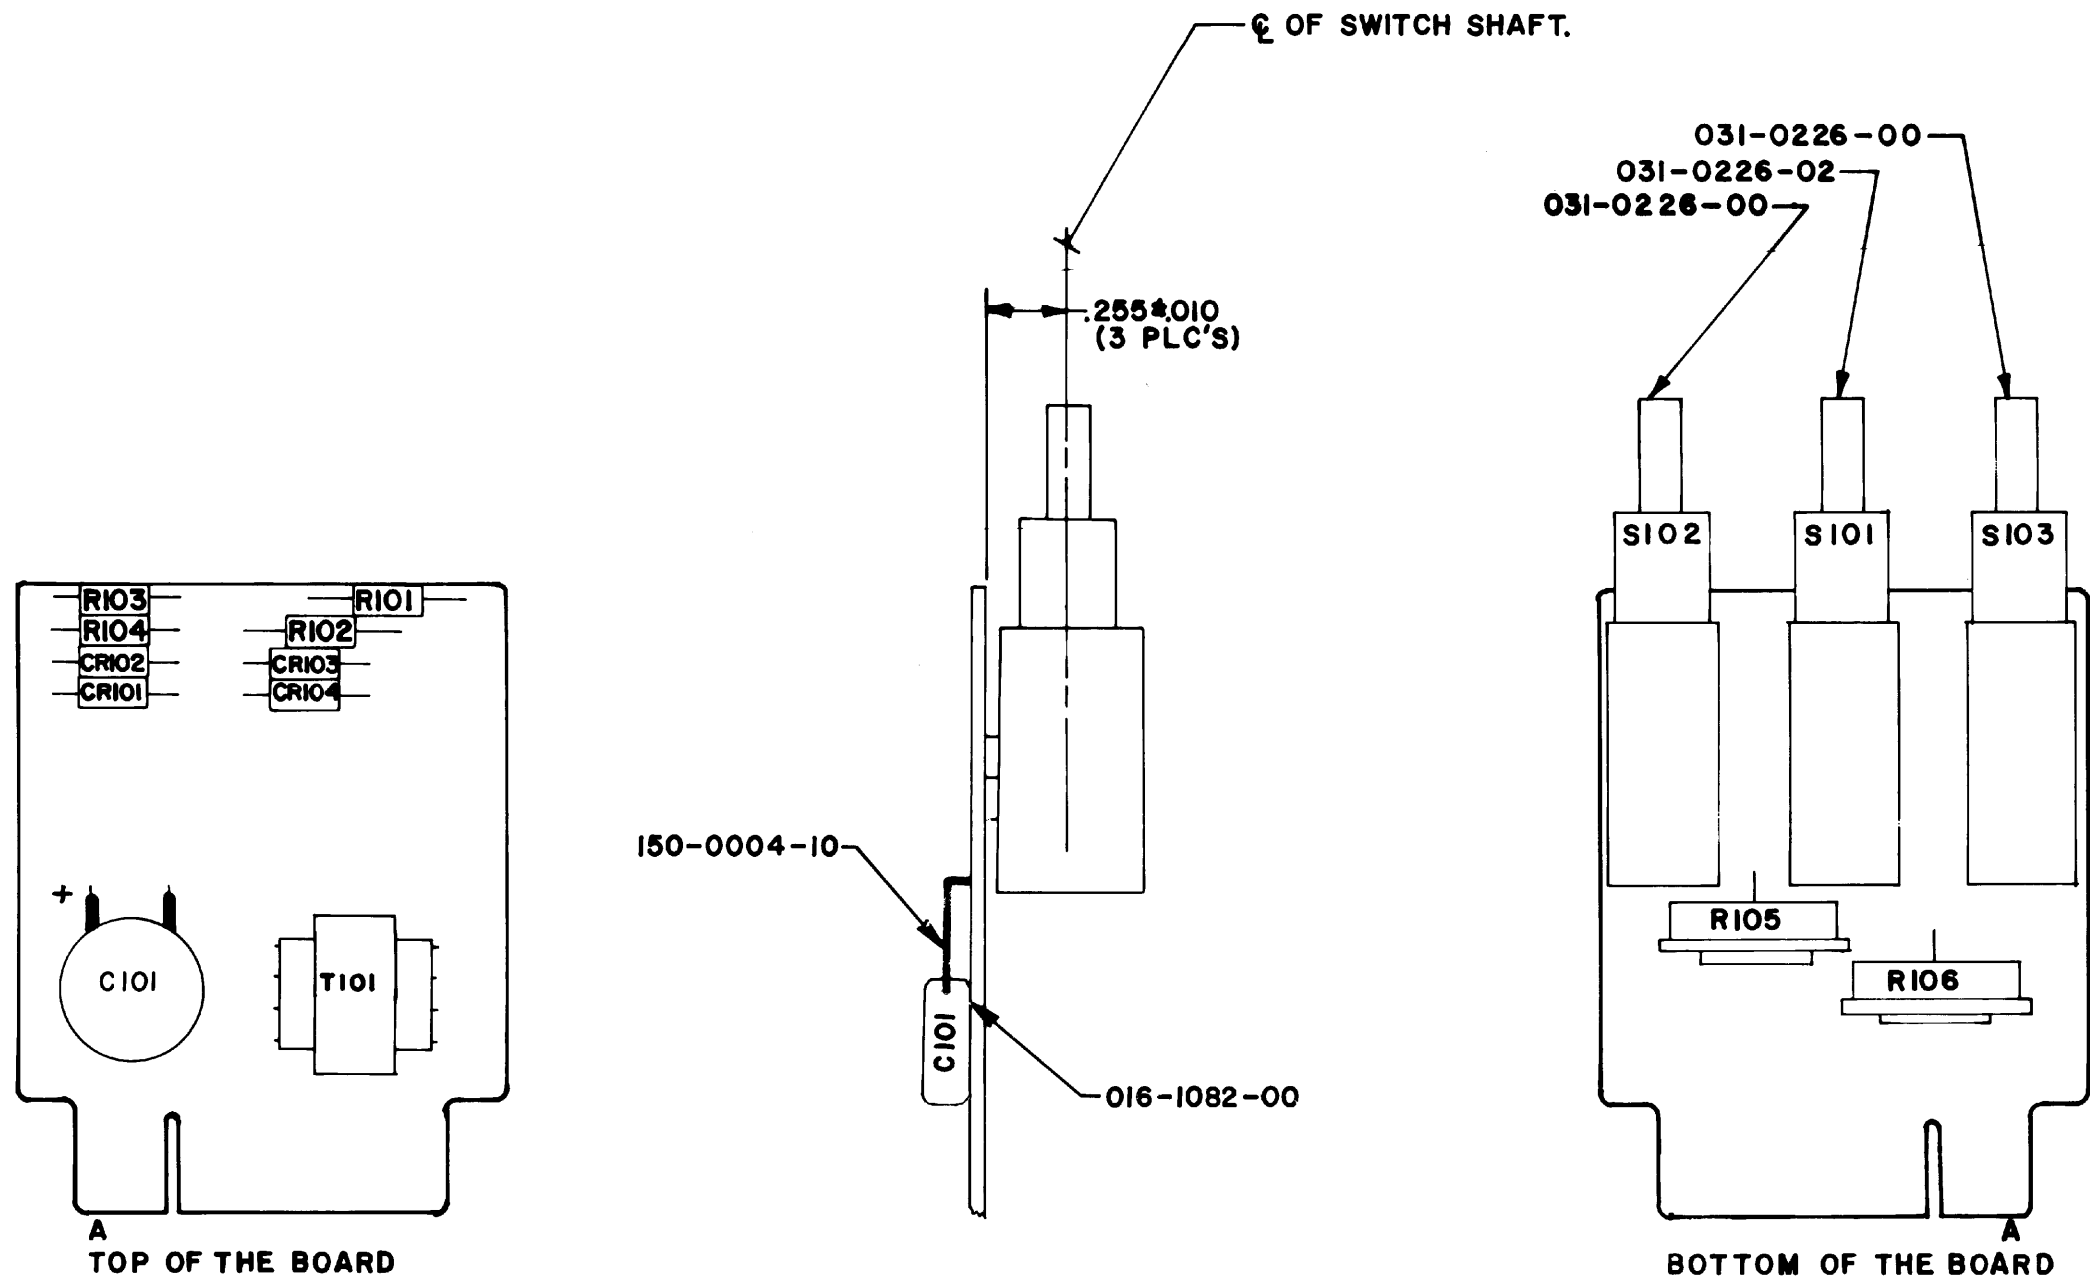 ℄ OF SWITCH SHAFT.
031-0226-00
031-0226-02
031-0226-00
.255±.010
(3 PLC'S)
S102
S101
S103
R103
R101
R104
R102
CR102
CR103
CR101
CR104
150-0004-10
+
R105
C101
T101
R106
C101
016-1082-00
A
TOP OF THE BOARD
A
BOTTOM OF THE BOARD